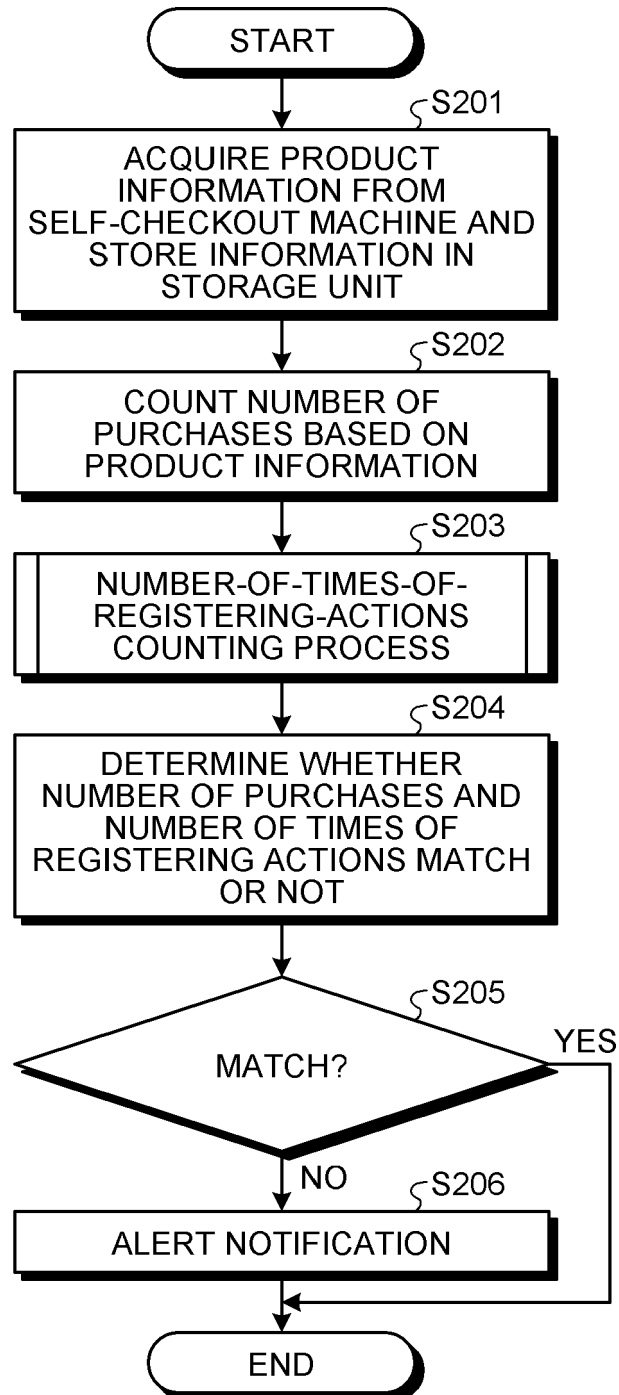 START
S201
ACQUIRE PRODUCT
INFORMATION FROM
SELF-CHECKOUT MACHINE AND
STORE INFORMATION IN
STORAGE UNIT
S202
COUNT NUMBER OF
PURCHASES BASED ON
PRODUCT INFORMATION
S203
NUMBER-OF-TIMES-OF-
REGISTERING-ACTIONS
COUNTING PROCESS
S204
DETERMINE WHETHER
NUMBER OF PURCHASES AND
NUMBER OF TIMES OF
REGISTERING ACTIONS MATCH
OR NOT
S205
YES
MATCH?
NO
S206
ALERT NOTIFICATION
END